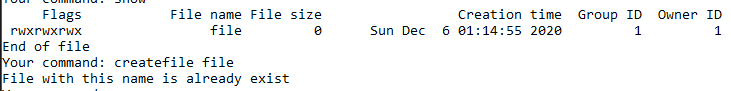 Your command: show
Flags File name File size Creation time Group ID Owner ID
rwxrwxrwx file 0 Sun Dec 6 01:14:55 2020 1 1
End of file
Your command: createfile file
File with this name is already exist